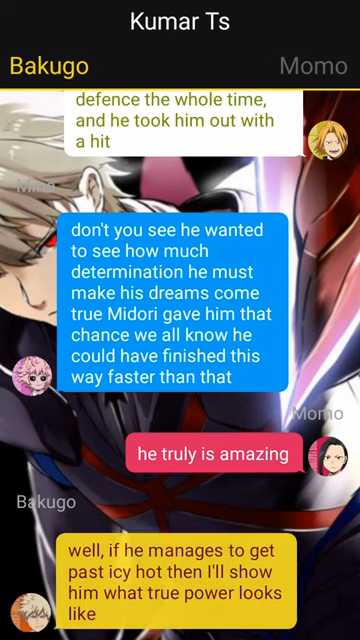 Kumar Ts
Bakugo
Momo
defence the whole time,
and he took him out with
a hit
Mina
don't you see he wanted
to see how much
determination he must
make his dreams come
true Midori gave him that
chance we all know he
could have finished this
way faster than that
Momo
he truly is amazing
Bakugo
well, if he manages to get
past icy hot then I'll show
him what true power looks
like